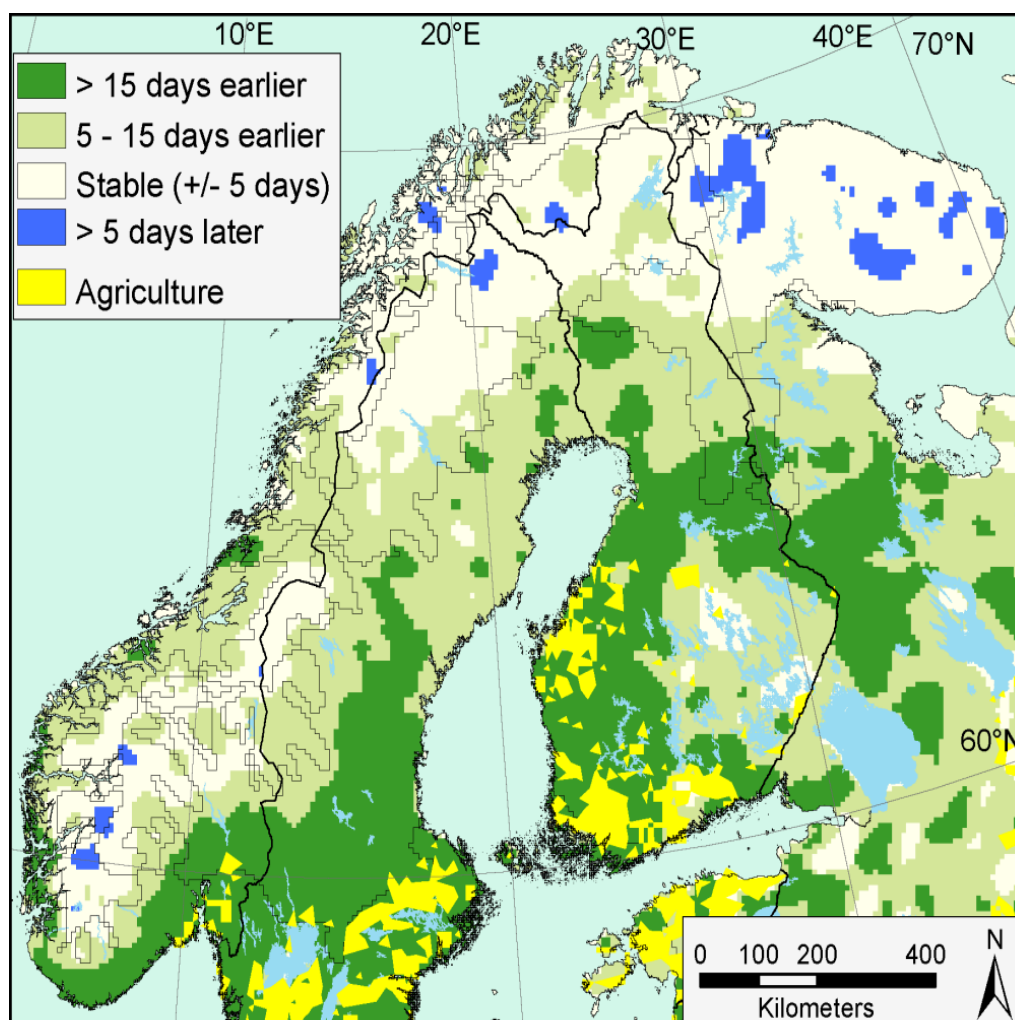 10°E
20°E
30°E
40°E
70°N
> 15 days earlier
5 - 15 days earlier
Stable (+/- 5 days)
> 5 days later
Agriculture
60°N
0 100 200 400
Kilometers
N